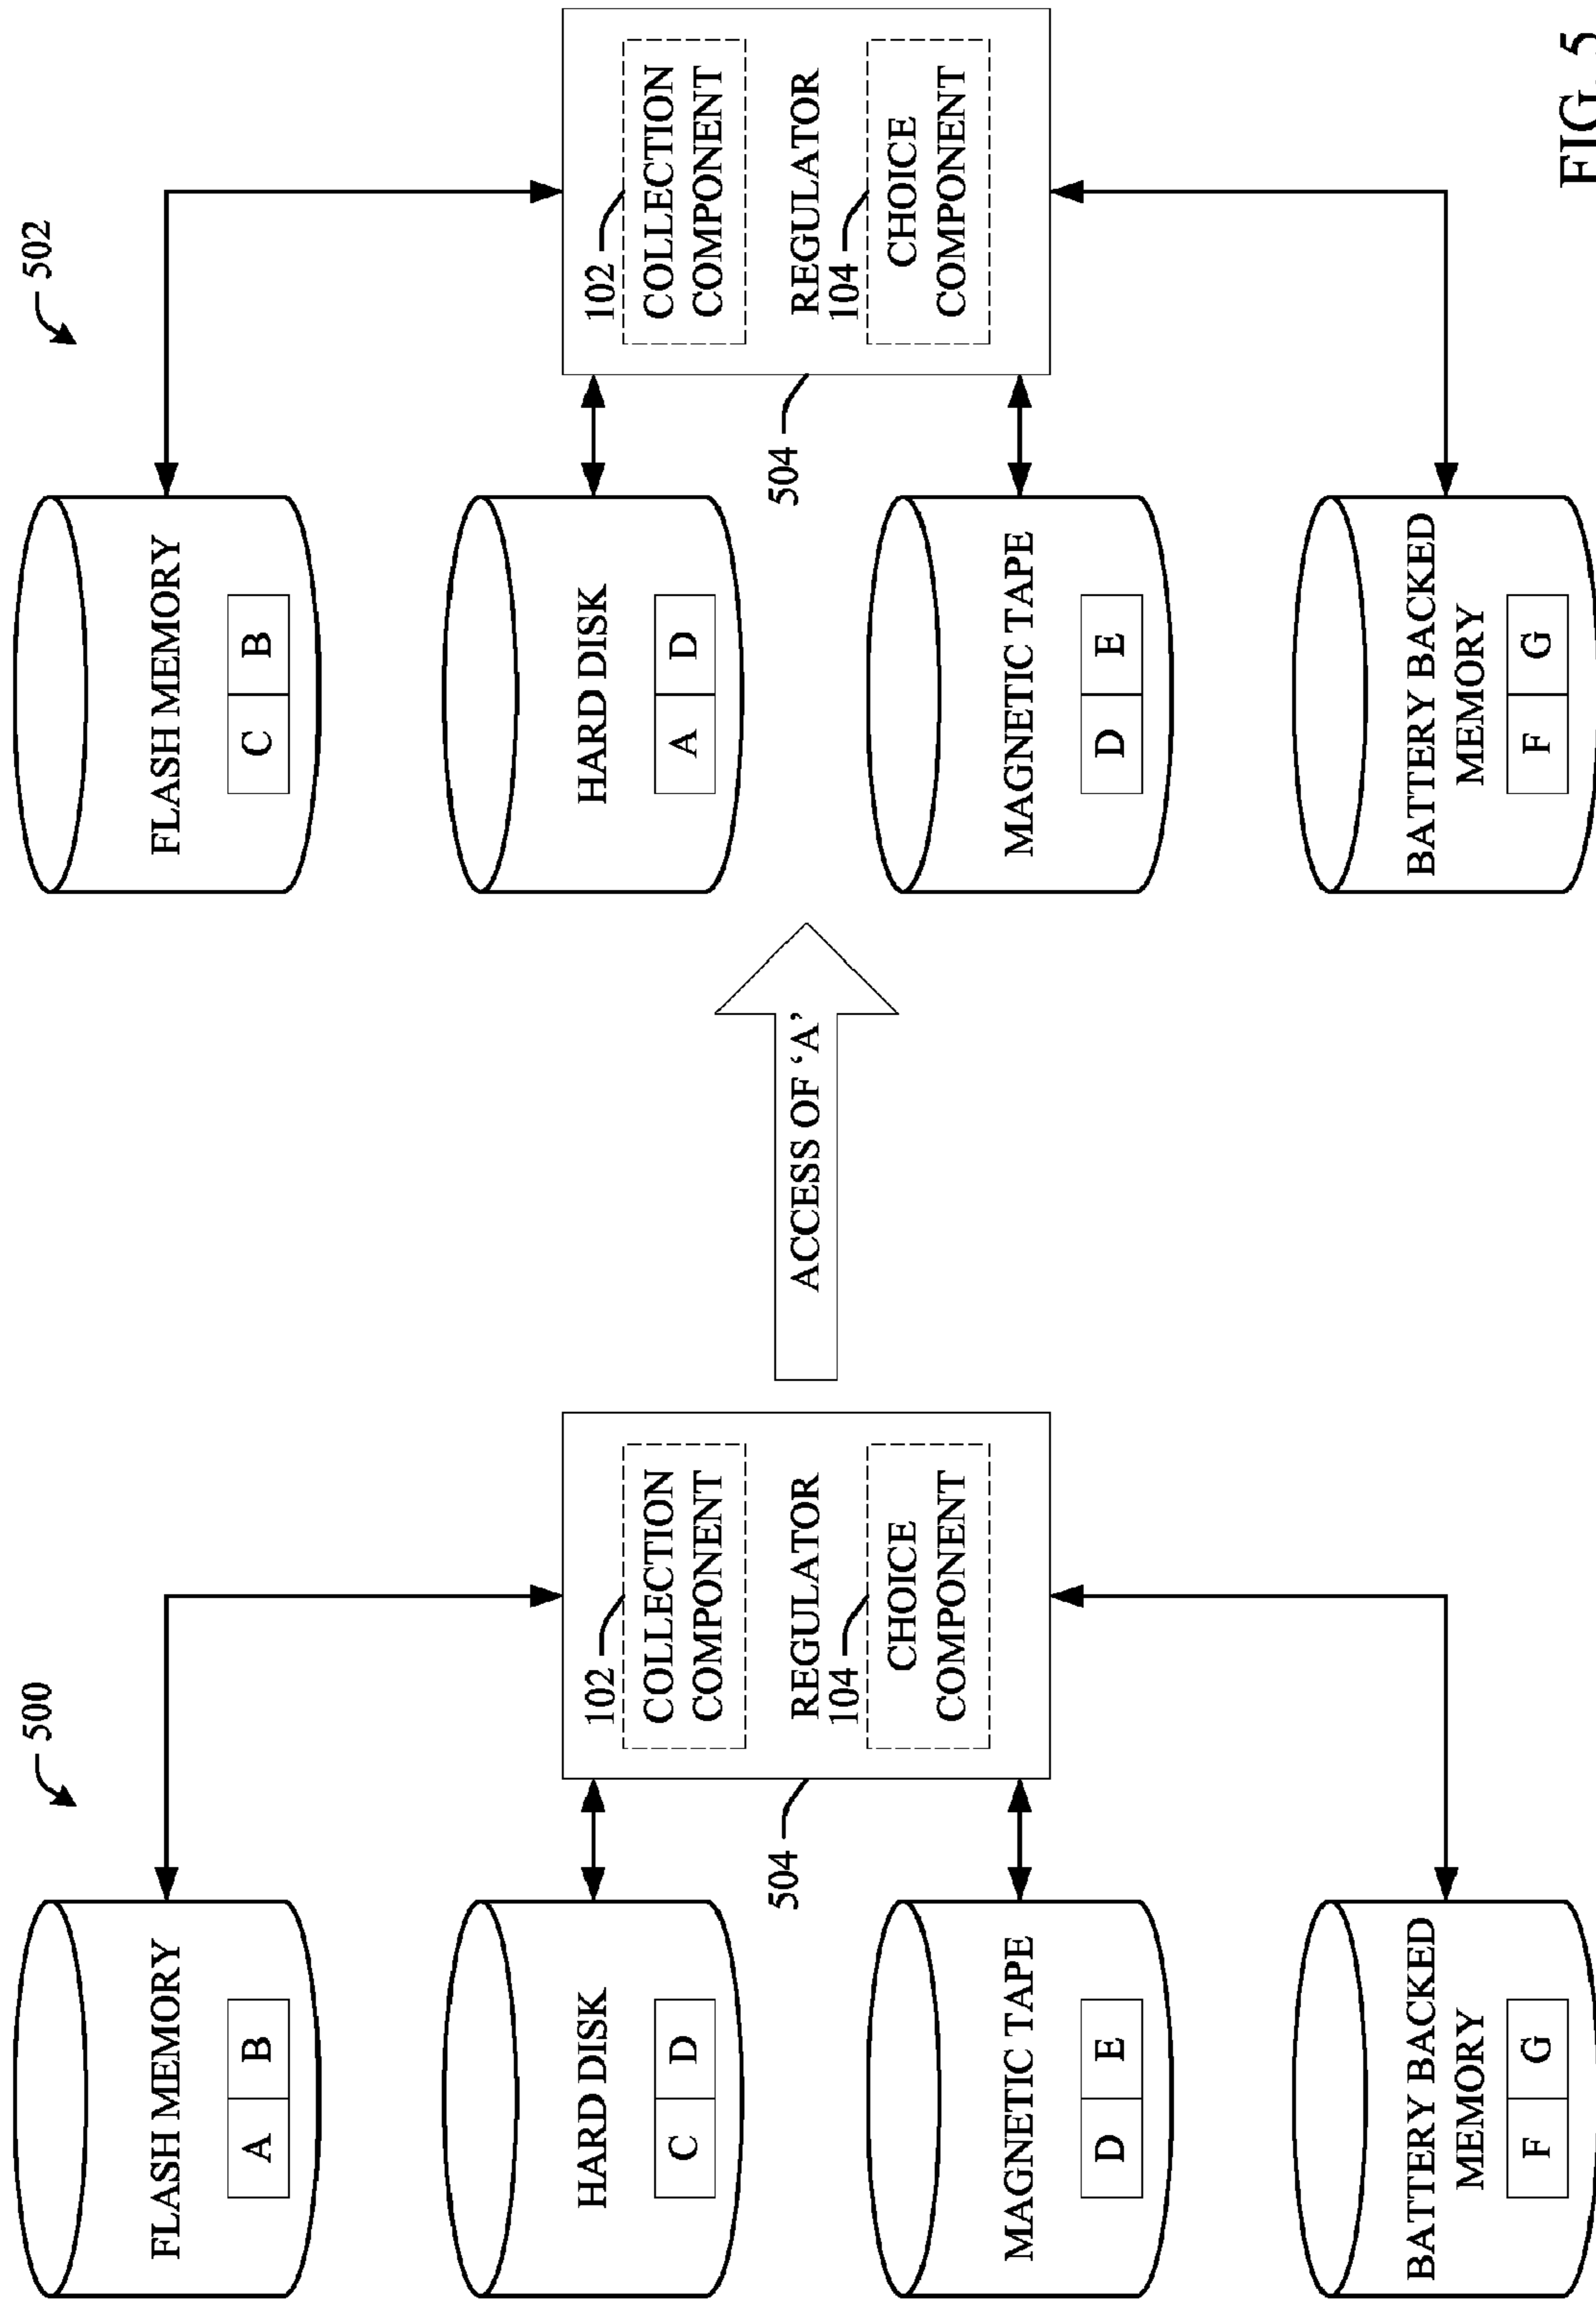 500
FLASH MEMORY
A B
HARD DISK
C D
MAGNETIC TAPE
D E
BATTERY BACKED
MEMORY
F G
504
102
COLLECTION
COMPONENT
REGULATOR
104
CHOICE
COMPONENT
ACCESS OF ‘A’
502
FLASH MEMORY
C B
HARD DISK
A D
MAGNETIC TAPE
D E
BATTERY BACKED
MEMORY
F G
504
102
COLLECTION
COMPONENT
REGULATOR
104
CHOICE
COMPONENT
FIG. 5